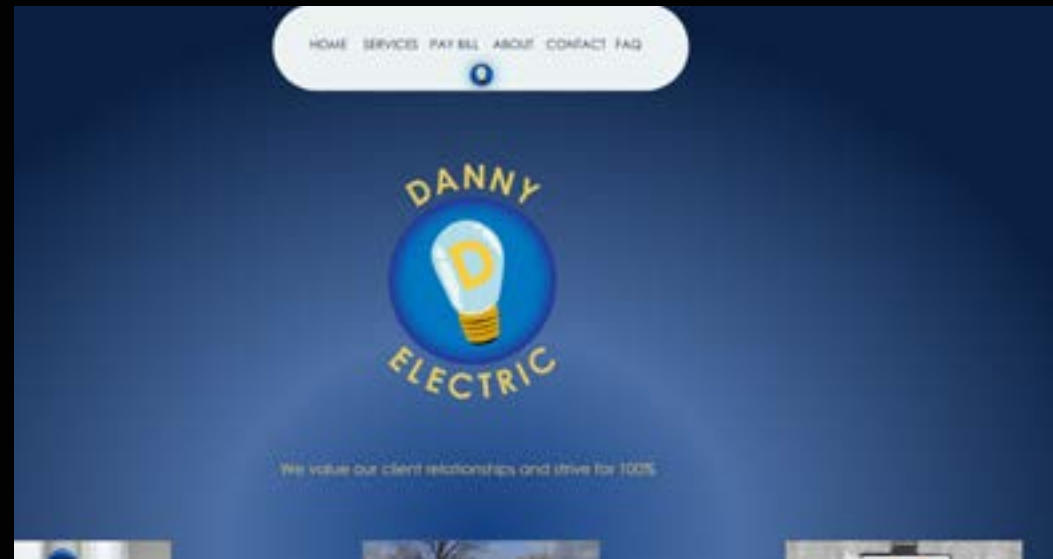 HOME SERVICES PAY BILL ABOUT CONTACT FAQ
DANNY
D
ELECTRIC
We value our client relationships and strive for 100%